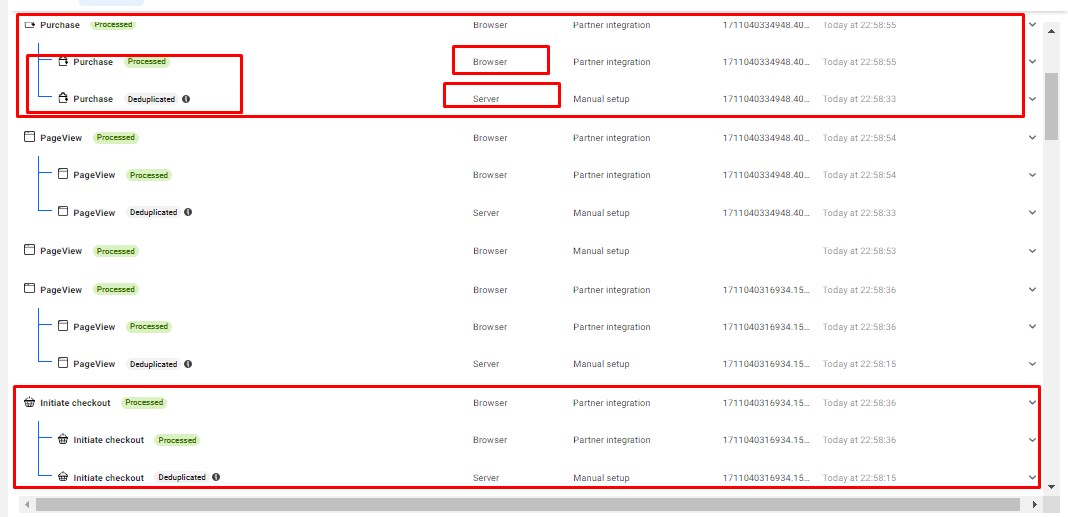 Purchase Processed Browser Partner integration 1711040334948.40... Today at 22:58:55
Purchase Processed Browser Partner integration 1711040334948.40... Today at 22:58:55
Purchase Deduplicated Server Manual setup 1711040334948.40... Today at 22:58:33
PageView Processed Browser Partner integration 1711040334948.40... Today at 22:58:54
PageView Processed Browser Partner integration 1711040334948.40... Today at 22:58:54
PageView Deduplicated Server Manual setup 1711040334948.40... Today at 22:58:33
PageView Processed Browser Manual setup Today at 22:58:53
PageView Processed Browser Partner integration 1711040316934.15... Today at 22:58:36
PageView Processed Browser Partner integration 1711040316934.15... Today at 22:58:36
PageView Deduplicated Server Manual setup 1711040316934.15... Today at 22:58:15
Initiate checkout Processed Browser Partner integration 1711040316934.15... Today at 22:58:36
Initiate checkout Processed Browser Partner integration 1711040316934.15... Today at 22:58:36
Initiate checkout Deduplicated Server Manual setup 1711040316934.15... Today at 22:58:15